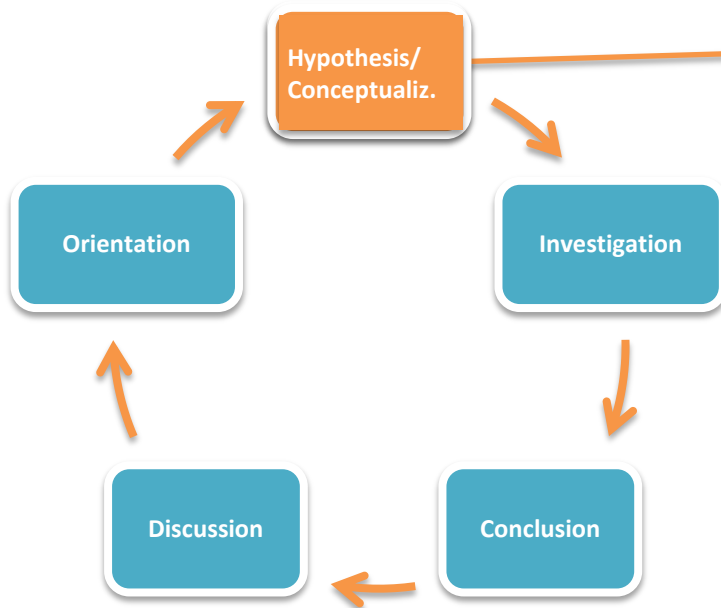 Hypothesis/
Conceptualiz.
Orientation
Investigation
Discussion
Conclusion